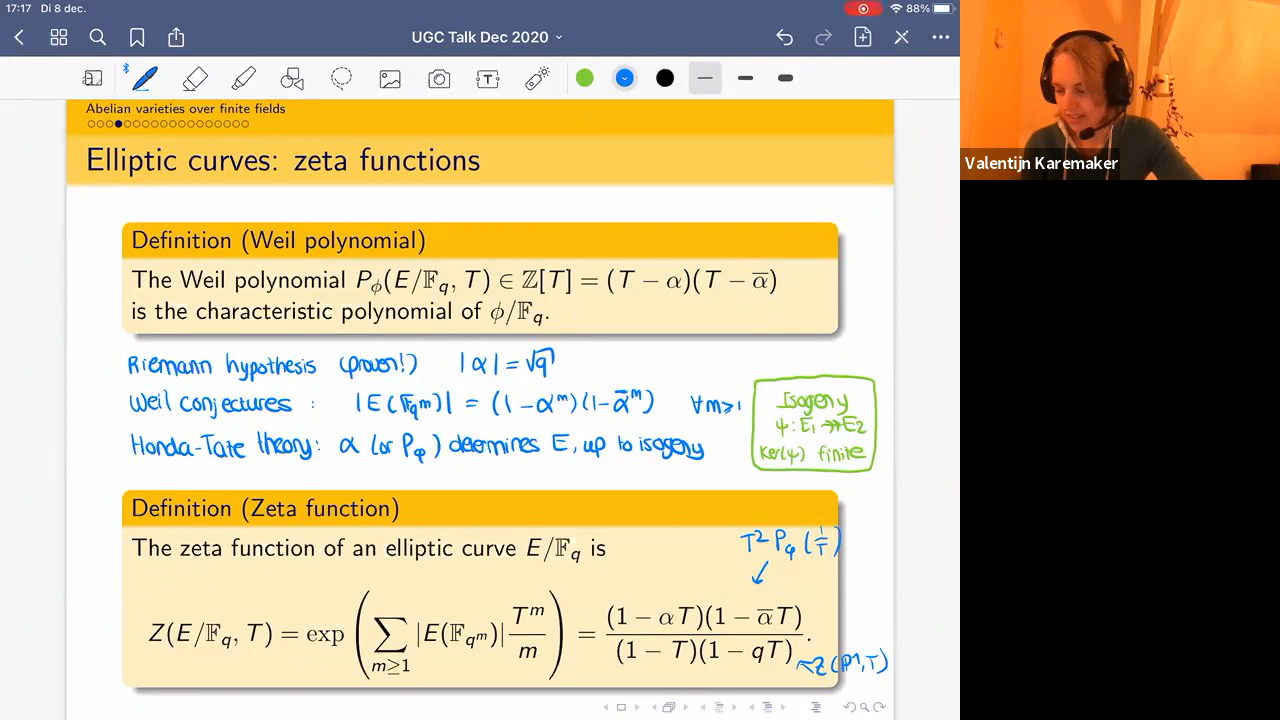 17:17 Di 8 dec.
88%
UGC Talk Dec 2020
Abelian varieties over finite fields
Elliptic curves: zeta functions
Definition (Weil polynomial)
The Weil polynomial P_ϕ(E/𝔽_q, T) ∈ ℤ[T] = (T − α)(T − α̅)
is the characteristic polynomial of ϕ/𝔽_q.
Riemann hypothesis (proven!) |α| = √q
Weil conjectures : |E(𝔽_q^m)| = (1 − α^m)(1 − α̅^m) ∀m≥1
Honda-Tate theory: α (or P_φ) determines E, up to isogeny
Isogeny
ψ: E₁ ↠ E₂
ker(ψ) finite
Definition (Zeta function)
The zeta function of an elliptic curve E/𝔽_q is
T² P_φ(1/T)
↙
Z(E/𝔽_q, T) = exp ( ∑_{m≥1} |E(𝔽_{q^m})| T^m/m ) = (1 − αT)(1 − α̅T) / (1 − T)(1 − qT).
↖Z(P¹,T)
Valentijn Karemaker